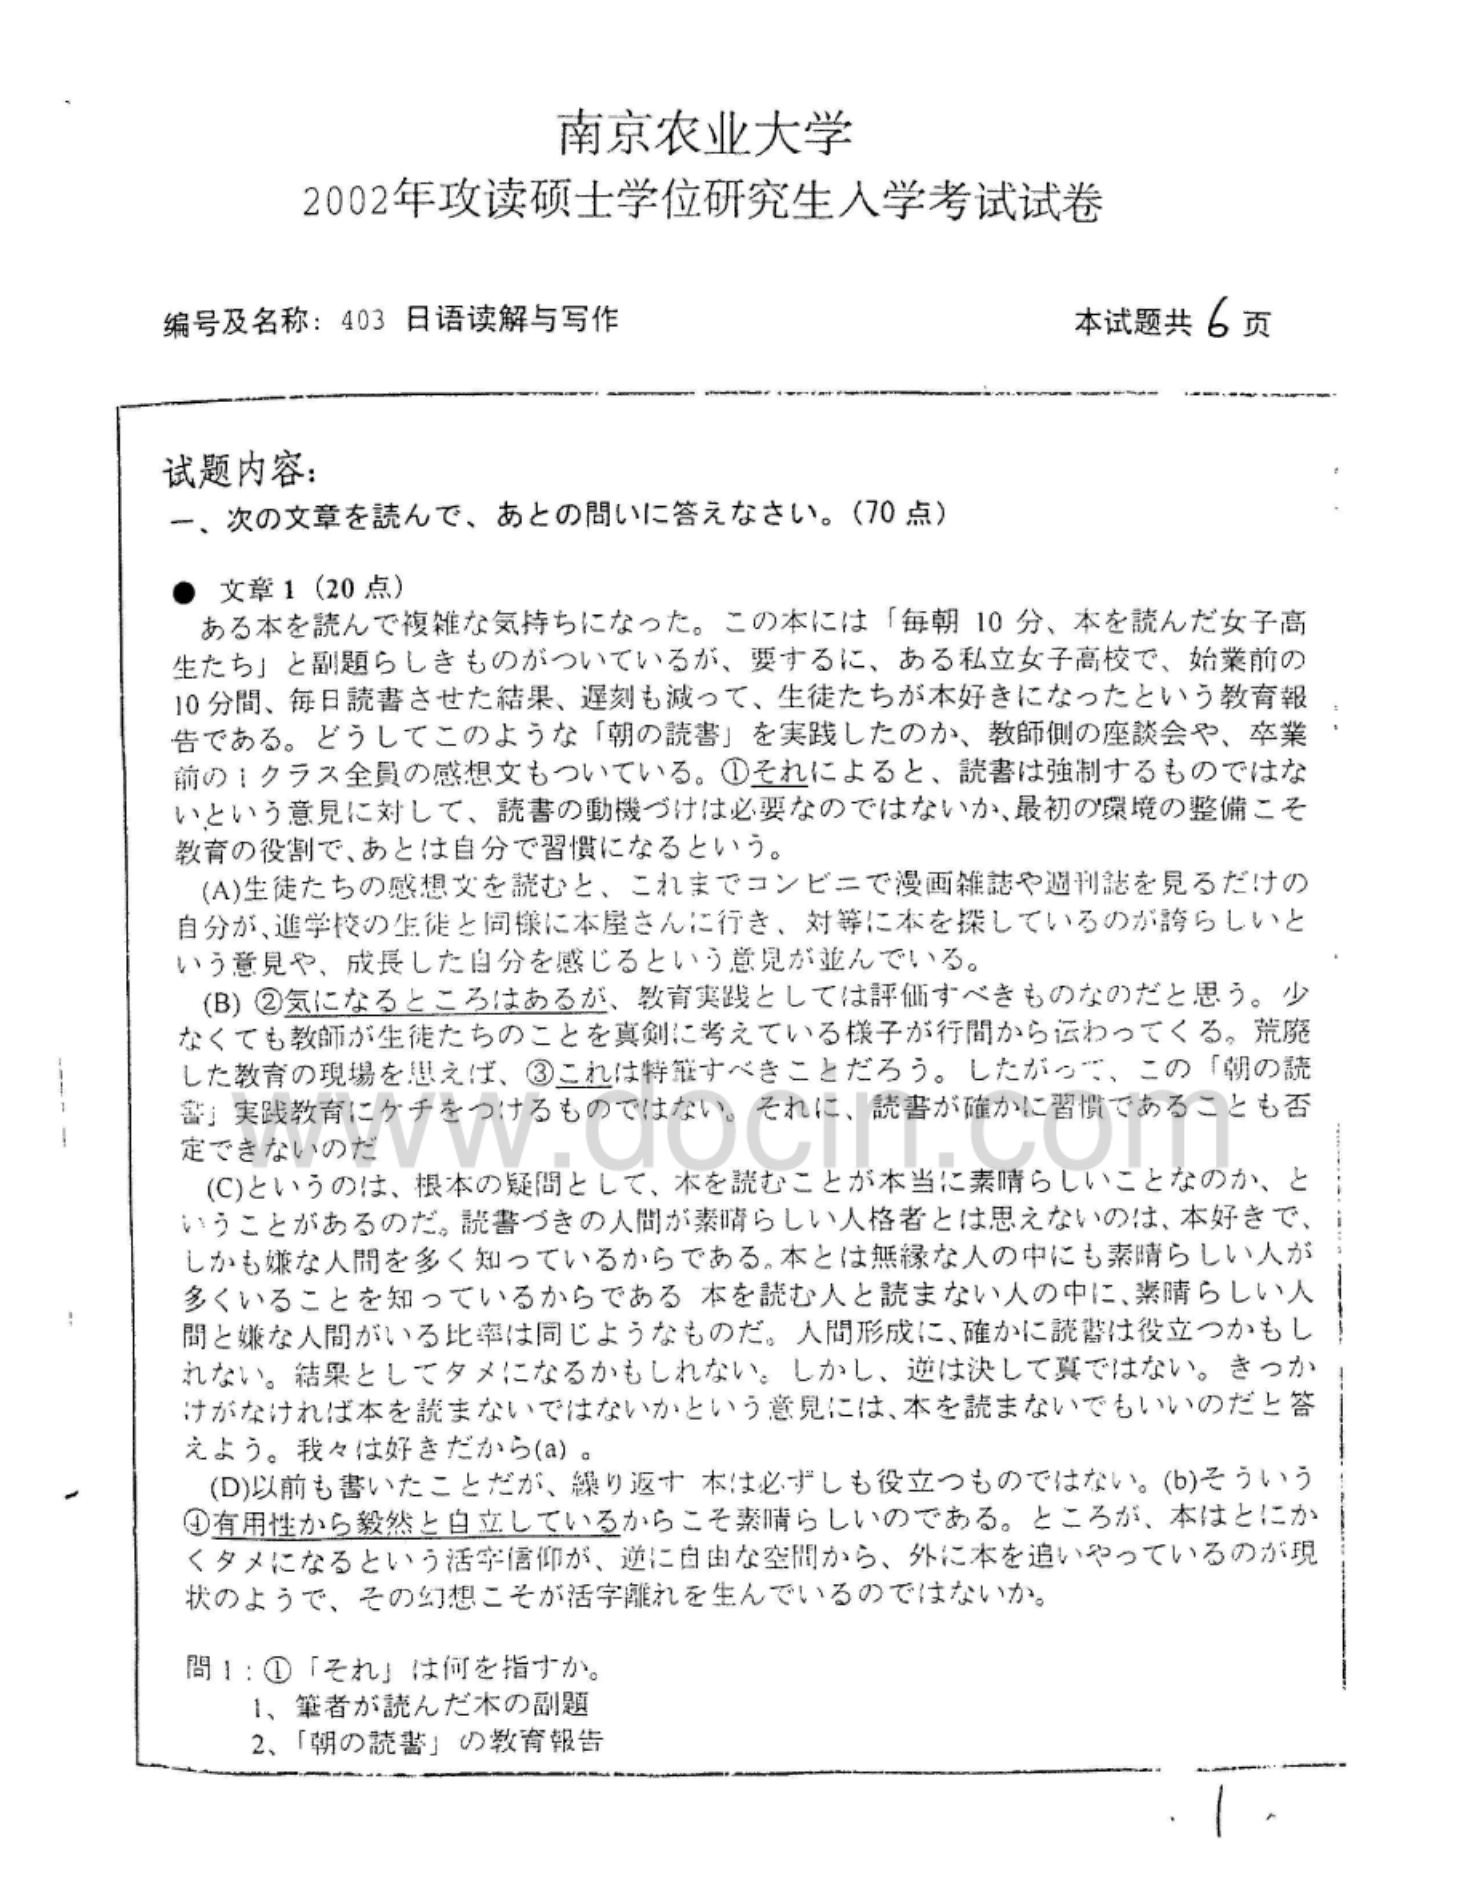 南京农业大学
2002年攻读硕士学位研究生入学考试试卷
编号及名称：403 日语读解与写作 本试题共 6 页
试题内容：
一、次の文章を読んで、あとの問いに答えなさい。（70 点）
● 文章 1（20 点）
ある本を読んで複雑な気持ちになった。この本には「毎朝 10 分、本を読んだ女子高
生たち」と副題らしきものがついているが、要するに、ある私立女子高校で、始業前の
10 分間、毎日読書させた結果、遅刻も減って、生徒たちが本好きになったという教育報
告である。どうしてこのような「朝の読書」を実践したのか、教師側の座談会や、卒業
前の 1 クラス全員の感想文もついている。①それによると、読書は強制するものではな
いという意見に対して、読書の動機づけは必要なのではないか、最初の環境の整備こそ
教育の役割で、あとは自分で習慣になるという。
(A)生徒たちの感想文を読むと、これまでコンビニで漫画雑誌や週刊誌を見るだけの
自分が、進学校の生徒と同様に本屋さんに行き、対等に本を探しているのが誇らしいと
いう意見や、成長した自分を感じるという意見が並んでいる。
(B) ②気になるところはあるが、教育実践としては評価すべきものなのだと思う。少
なくても教師が生徒たちのことを真剣に考えている様子が行間から伝わってくる。荒廃
した教育の現場を思えば、③これは特筆すべきことだろう。したがって、この「朝の読
書」実践教育にケチをつけるものではない。それに、読書が確かに習慣であることも否
定できないのだ
(C)というのは、根本の疑問として、本を読むことが本当に素晴らしいことなのか、と
いうことがあるのだ。読書づきの人間が素晴らしい人格者とは思えないのは、本好きで、
しかも嫌な人間を多く知っているからである。本とは無縁な人の中にも素晴らしい人が
多くいることを知っているからである 本を読む人と読まない人の中に、素晴らしい人
間と嫌な人間がいる比率は同じようなものだ。人間形成に、確かに読書は役立つかもし
れない。結果としてタメになるかもしれない。しかし、逆は決して真ではない。きっか
けがなければ本を読まないではないかという意見には、本を読まないでもいいのだと答
えよう。我々は好きだから(a) 。
(D)以前も書いたことだが、繰り返す 本は必ずしも役立つものではない。(b)そういう
④有用性から毅然と自立しているからこそ素晴らしいのである。ところが、本はとにか
くタメになるという活字信仰が、逆に自由な空間から、外に本を追いやっているのが現
状のようで、その幻想こそが活字離れを生んでいるのではないか。
問 1：①「それ」は何を指すか。
1、筆者が読んだ本の副題
2、「朝の読書」の教育報告
www.docin.com
1